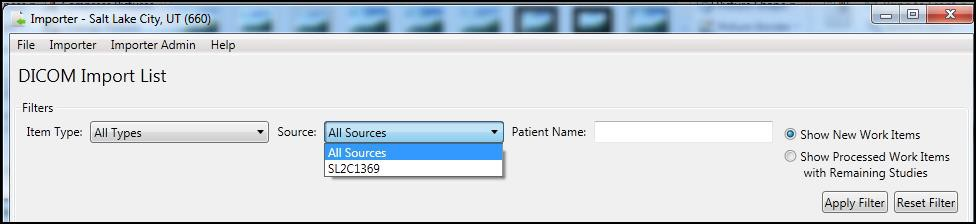 Importer - Salt Lake City, UT (660)
File Importer Importer Admin Help
DICOM Import List
Filters
Item Type: All Types Source: All Sources Patient Name: Show New Work Items
All Sources
SL2C1369
Show Processed Work Items
with Remaining Studies
Apply Filter Reset Filter